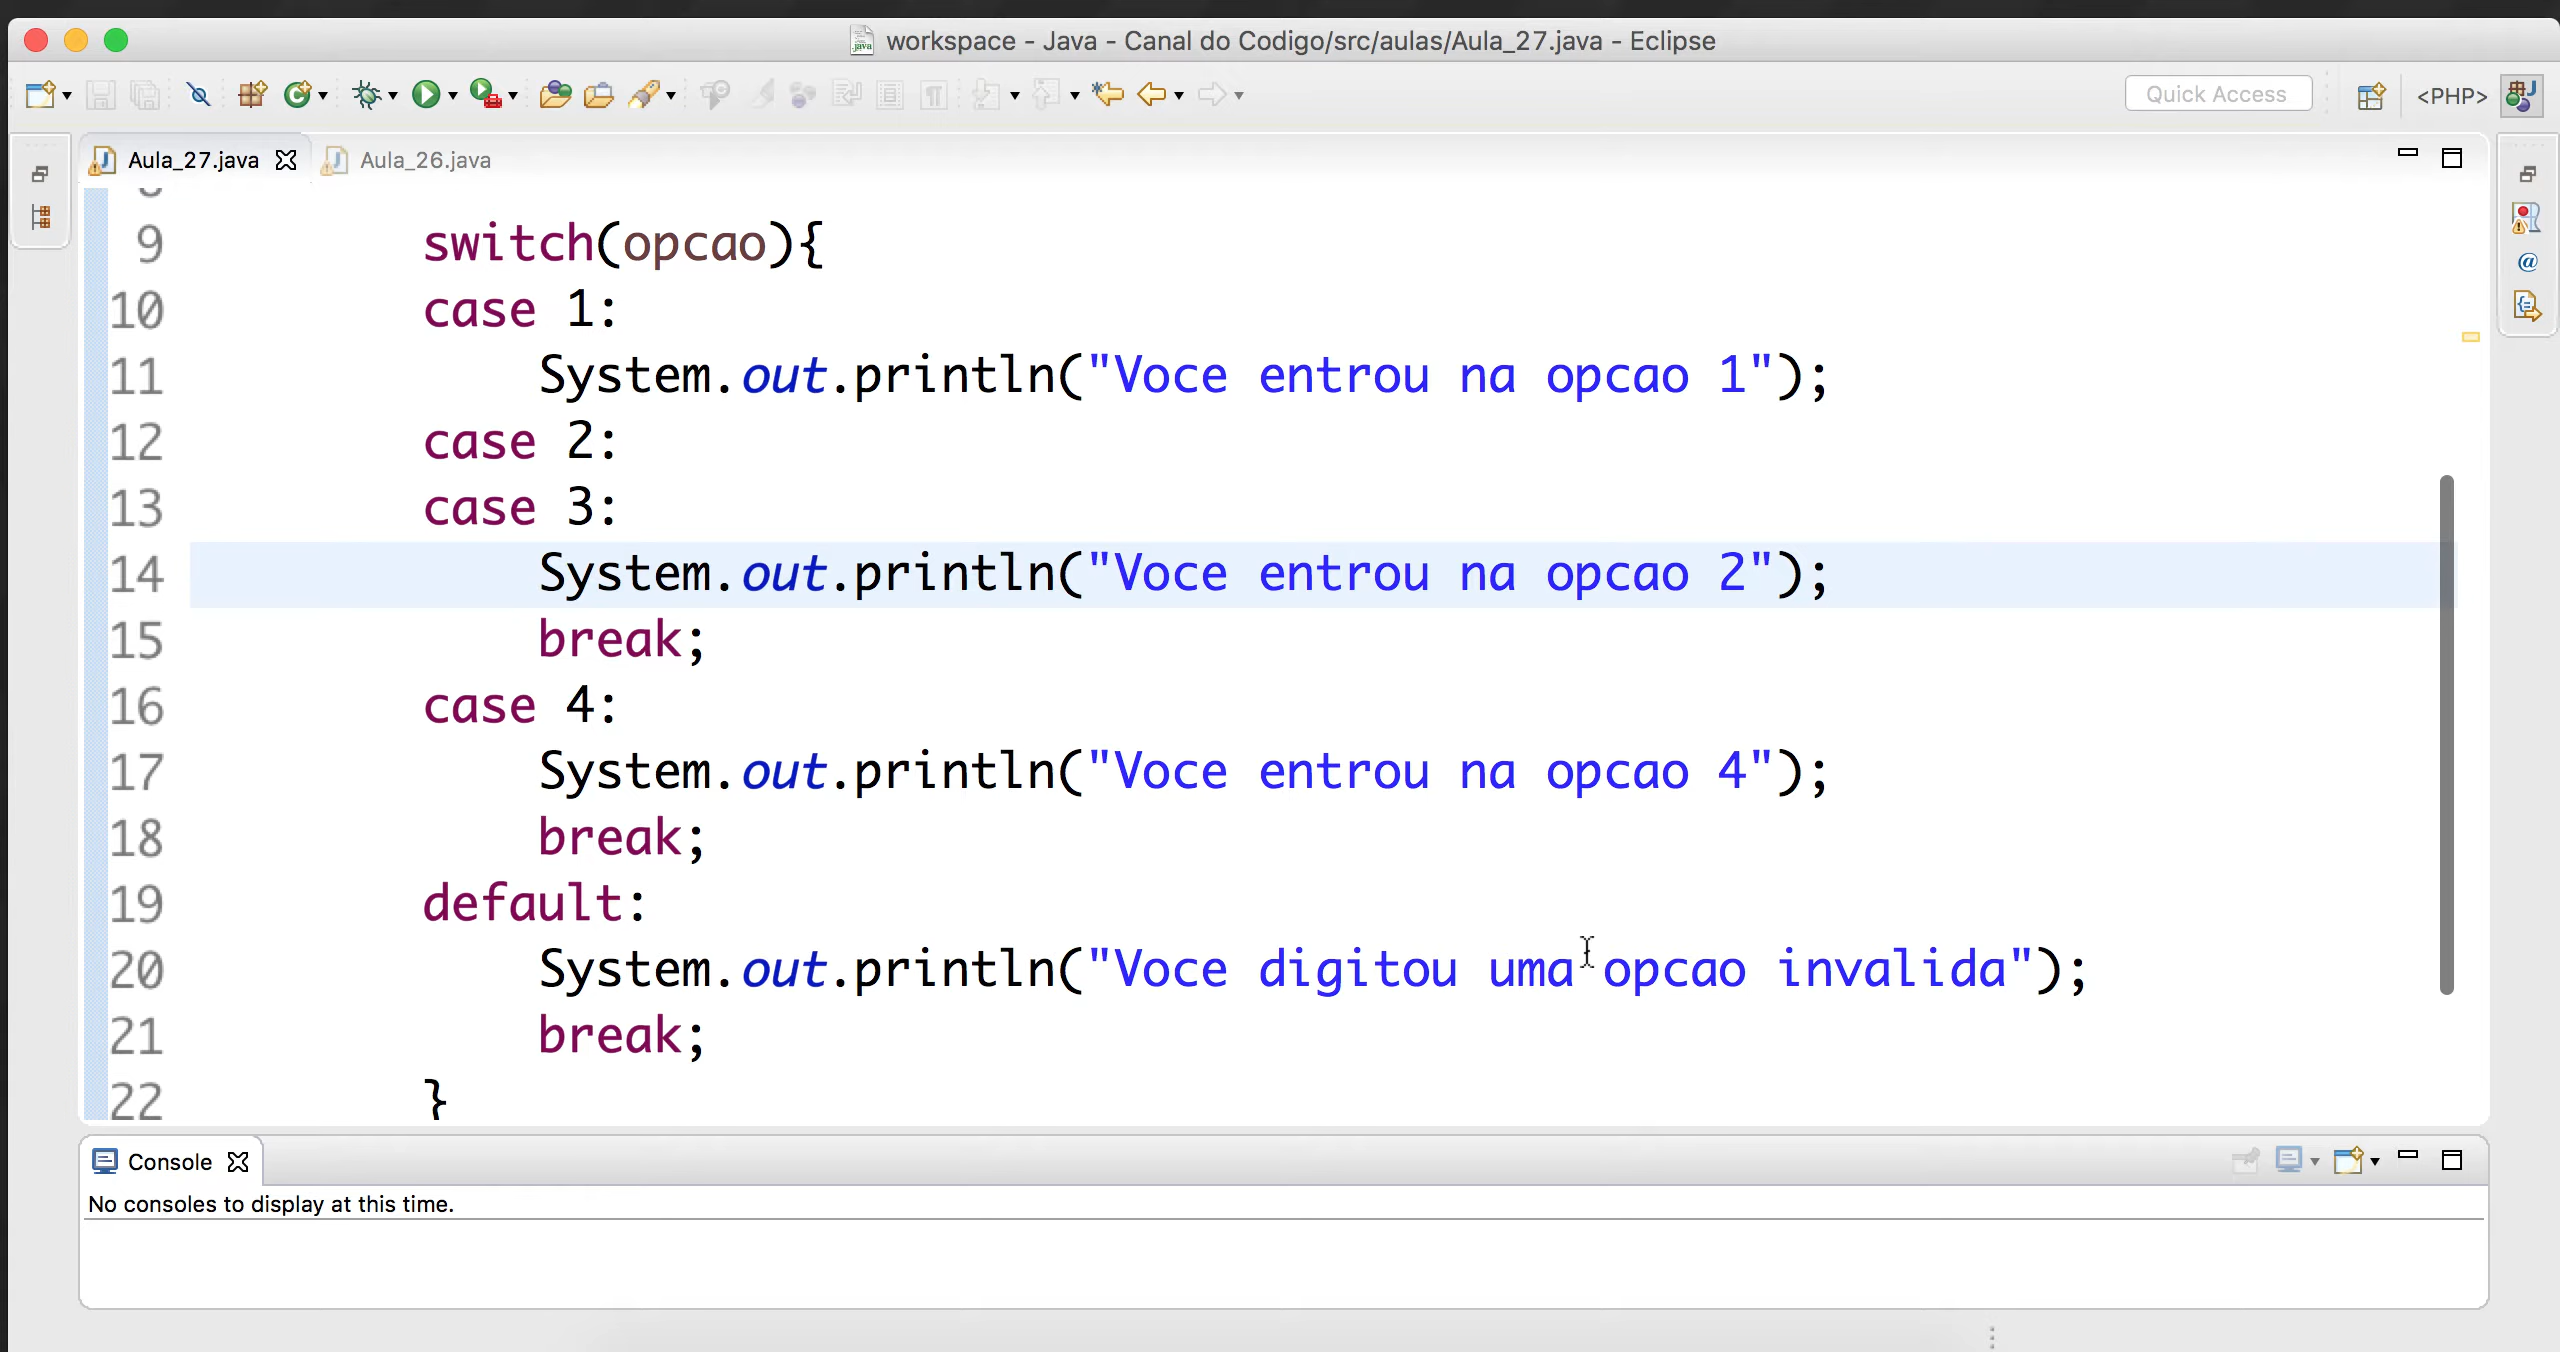 workspace - Java - Canal do Codigo/src/aulas/Aula_27.java - Eclipse
Quick Access
<PHP>
Aula_27.java
Aula_26.java
9 switch(opcao){
10 case 1:
11 System.out.println("Voce entrou na opcao 1");
12 case 2:
13 case 3:
14 System.out.println("Voce entrou na opcao 2");
15 break;
16 case 4:
17 System.out.println("Voce entrou na opcao 4");
18 break;
19 default:
20 System.out.println("Voce digitou uma opcao invalida");
21 break;
22 }
Console
No consoles to display at this time.